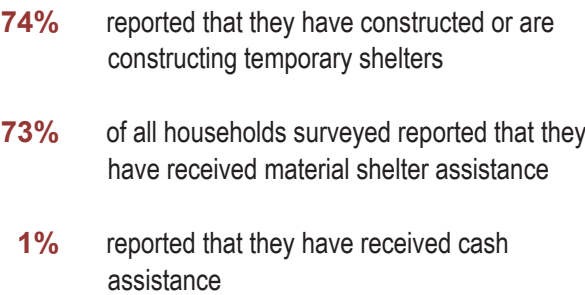 74% reported that they have constructed or are
constructing temporary shelters
73% of all households surveyed reported that they
have received material shelter assistance
1% reported that they have received cash
assistance